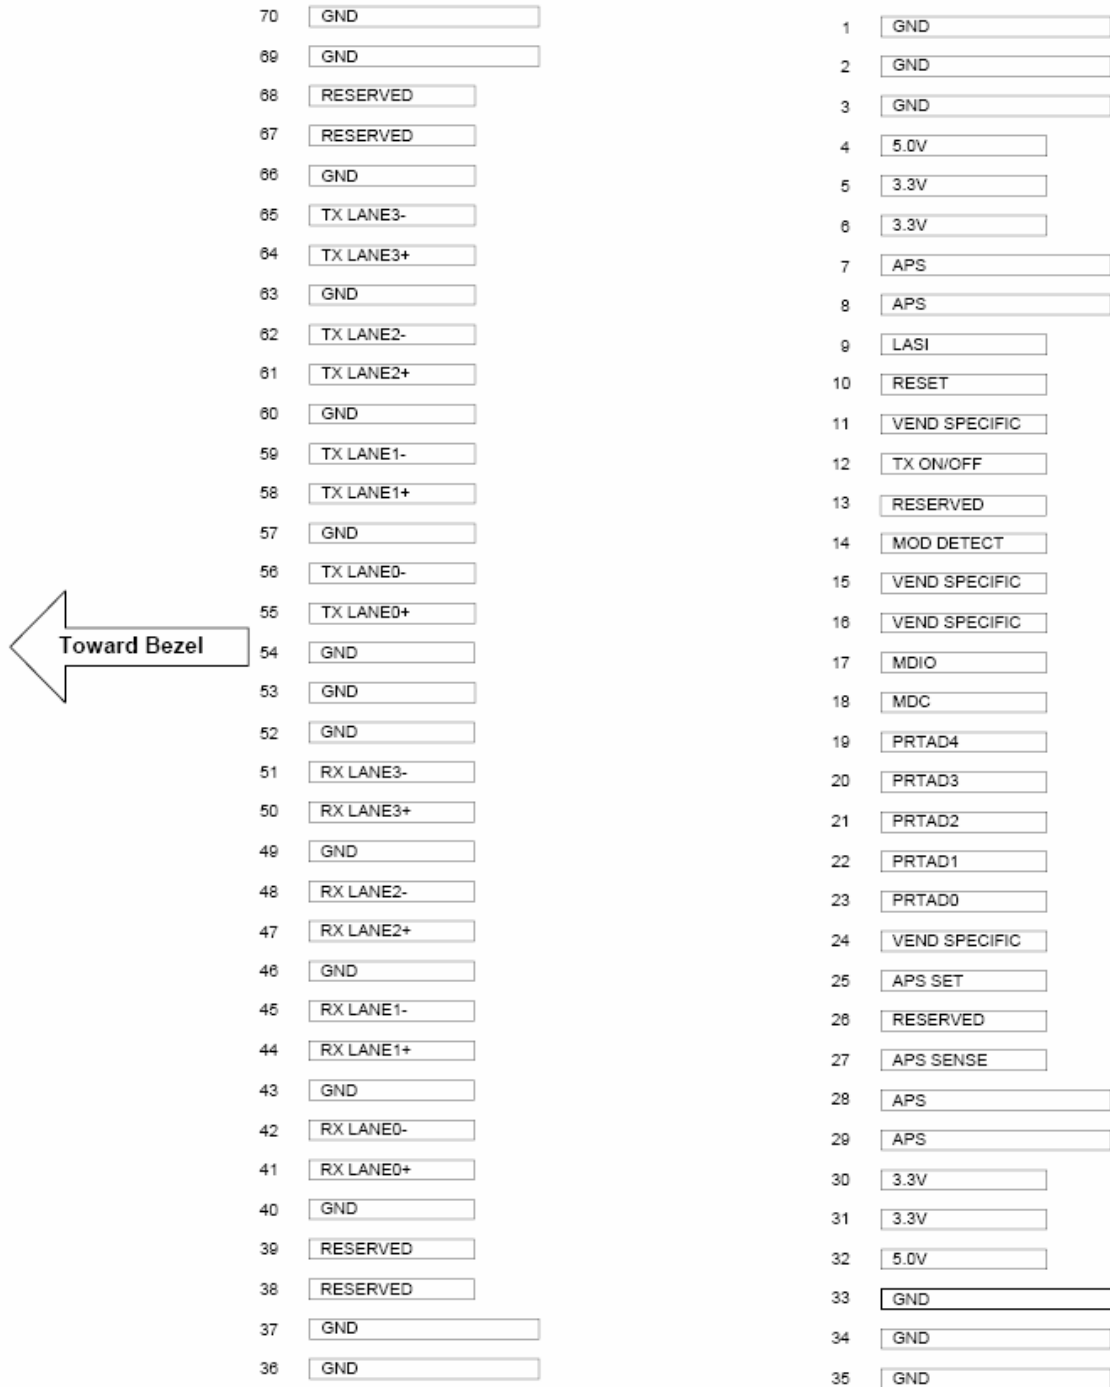 70 GND
69 GND
68 RESERVED
67 RESERVED
66 GND
65 TX LANE3-
64 TX LANE3+
63 GND
62 TX LANE2-
61 TX LANE2+
60 GND
59 TX LANE1-
58 TX LANE1+
57 GND
56 TX LANE0-
55 TX LANE0+
Toward Bezel
54 GND
53 GND
52 GND
51 RX LANE3-
50 RX LANE3+
49 GND
48 RX LANE2-
47 RX LANE2+
46 GND
45 RX LANE1-
44 RX LANE1+
43 GND
42 RX LANE0-
41 RX LANE0+
40 GND
39 RESERVED
38 RESERVED
37 GND
36 GND
1 GND
2 GND
3 GND
4 5.0V
5 3.3V
6 3.3V
7 APS
8 APS
9 LASI
10 RESET
11 VEND SPECIFIC
12 TX ON/OFF
13 RESERVED
14 MOD DETECT
15 VEND SPECIFIC
16 VEND SPECIFIC
17 MDIO
18 MDC
19 PRTAD4
20 PRTAD3
21 PRTAD2
22 PRTAD1
23 PRTAD0
24 VEND SPECIFIC
25 APS SET
26 RESERVED
27 APS SENSE
28 APS
29 APS
30 3.3V
31 3.3V
32 5.0V
33 GND
34 GND
35 GND